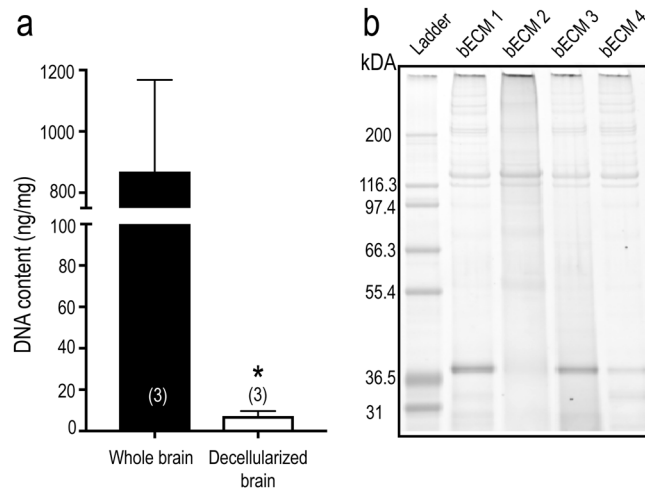 a
DNA content (ng/mg)
1200
1000
800
100
80
60
40
20
0
(3)
*
(3)
Whole brain
Decellularized
brain
b
kDA
Ladder
bECM 1
bECM 2
bECM 3
bECM 4
200
116.3
97.4
66.3
55.4
36.5
31